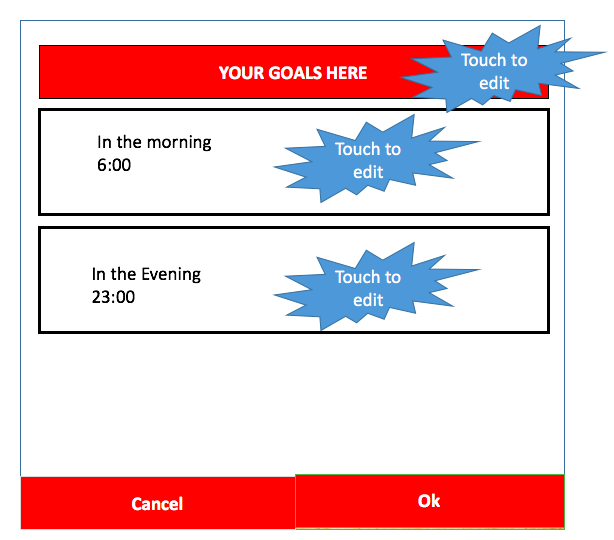 YOUR GOALS HERE
Touch to
edit
In the morning
6:00
Touch to
edit
In the Evening
23:00
Touch to
edit
Cancel
Ok